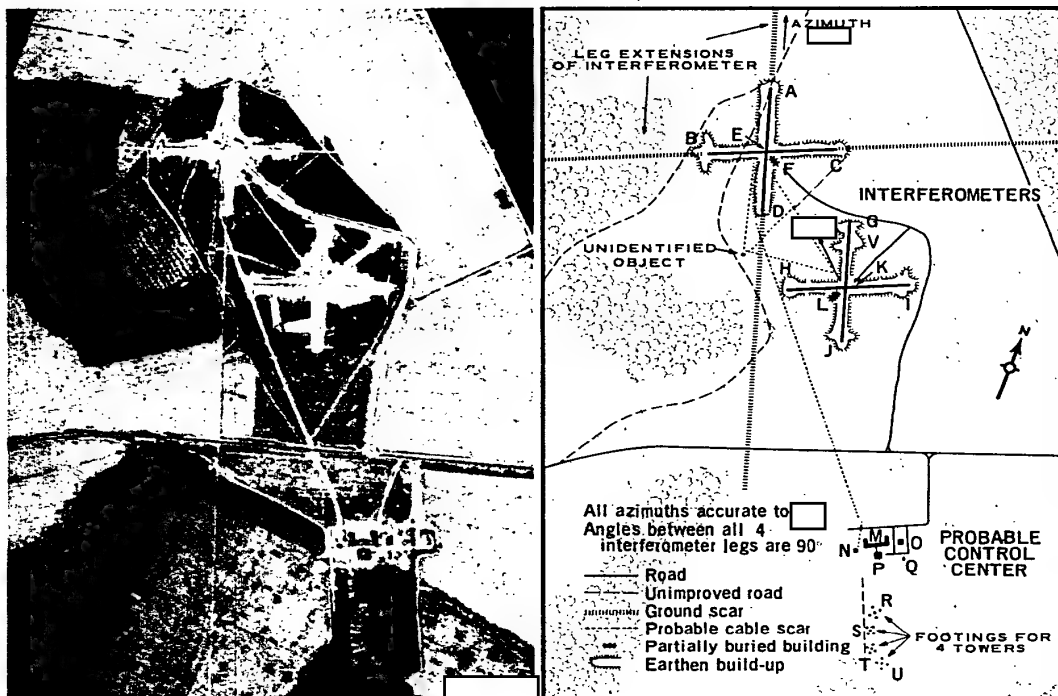 AZIMUTH
LEG EXTENSIONS
OF INTERFEROMETER
A
B
E
F
C
D
INTERFEROMETERS
G
V
UNIDENTIFIED
OBJECT
H
K
I
L
J
N
All azimuths accurate to
Angles between all 4
interferometer legs are 90°
N
M
O
P
Q
PROBABLE
CONTROL
CENTER
Road
Unimproved road
Ground scar
Probable cable scar
Partially buried building
Earthen build-up
R
S
T
U
FOOTINGS FOR
4 TOWERS